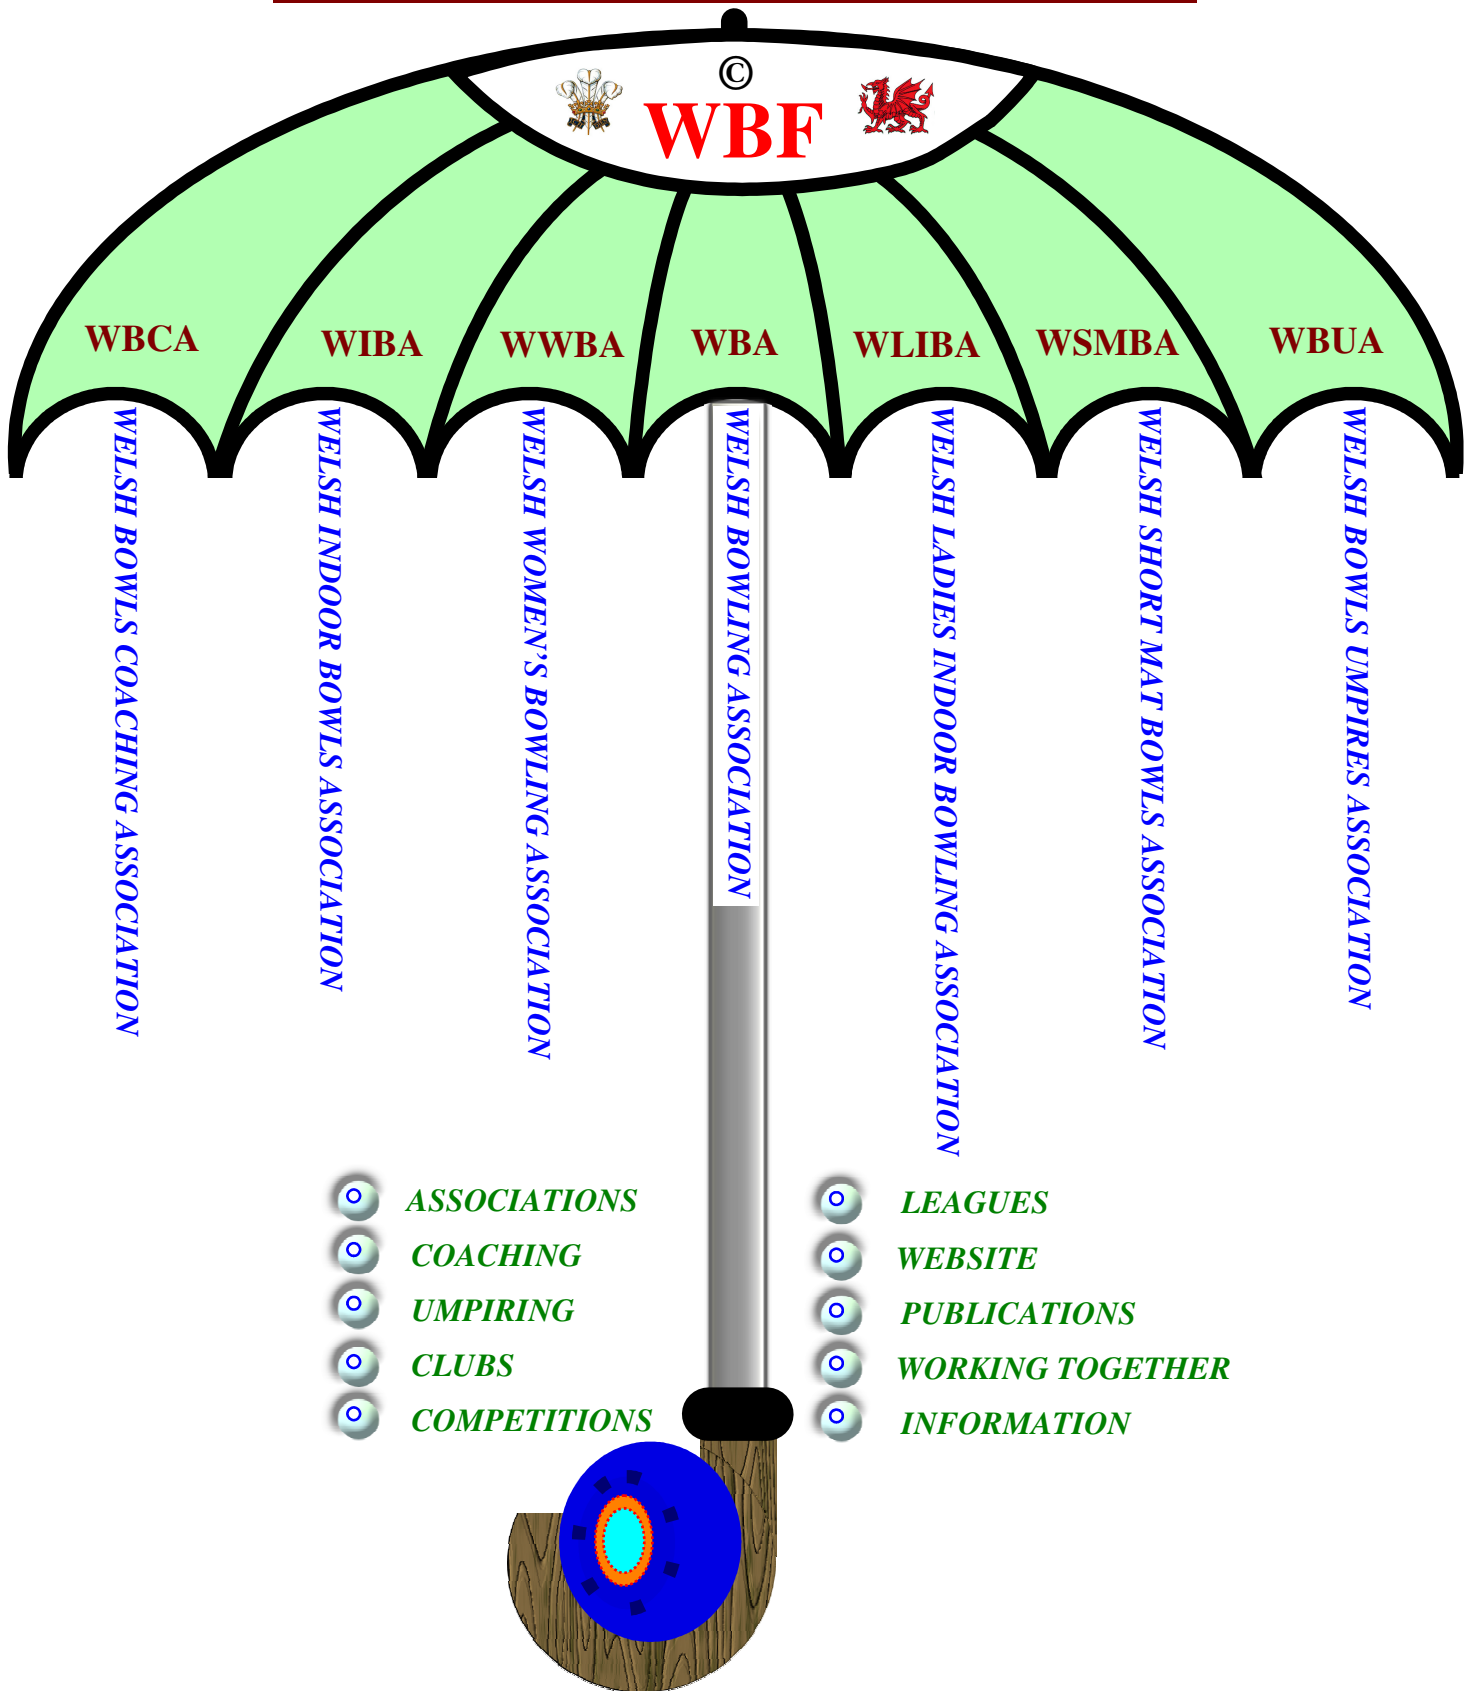 ©
WBF
WBCA
WIBA
WWBA
WBA
WLIBA
WSMBA
WBUA
WELSH BOWLS COACHING ASSOCIATION
WELSH INDOOR BOWLS ASSOCIATION
WELSH WOMEN’S BOWLING ASSOCIATION
WELSH BOWLING ASSOCIATION
WELSH LADIES INDOOR BOWLING ASSOCIATION
WELSH SHORT MAT BOWLS ASSOCIATION
WELSH BOWLS UMPIRES ASSOCIATION
ASSOCIATIONS
COACHING
UMPIRING
CLUBS
COMPETITIONS
LEAGUES
WEBSITE
PUBLICATIONS
WORKING TOGETHER
INFORMATION